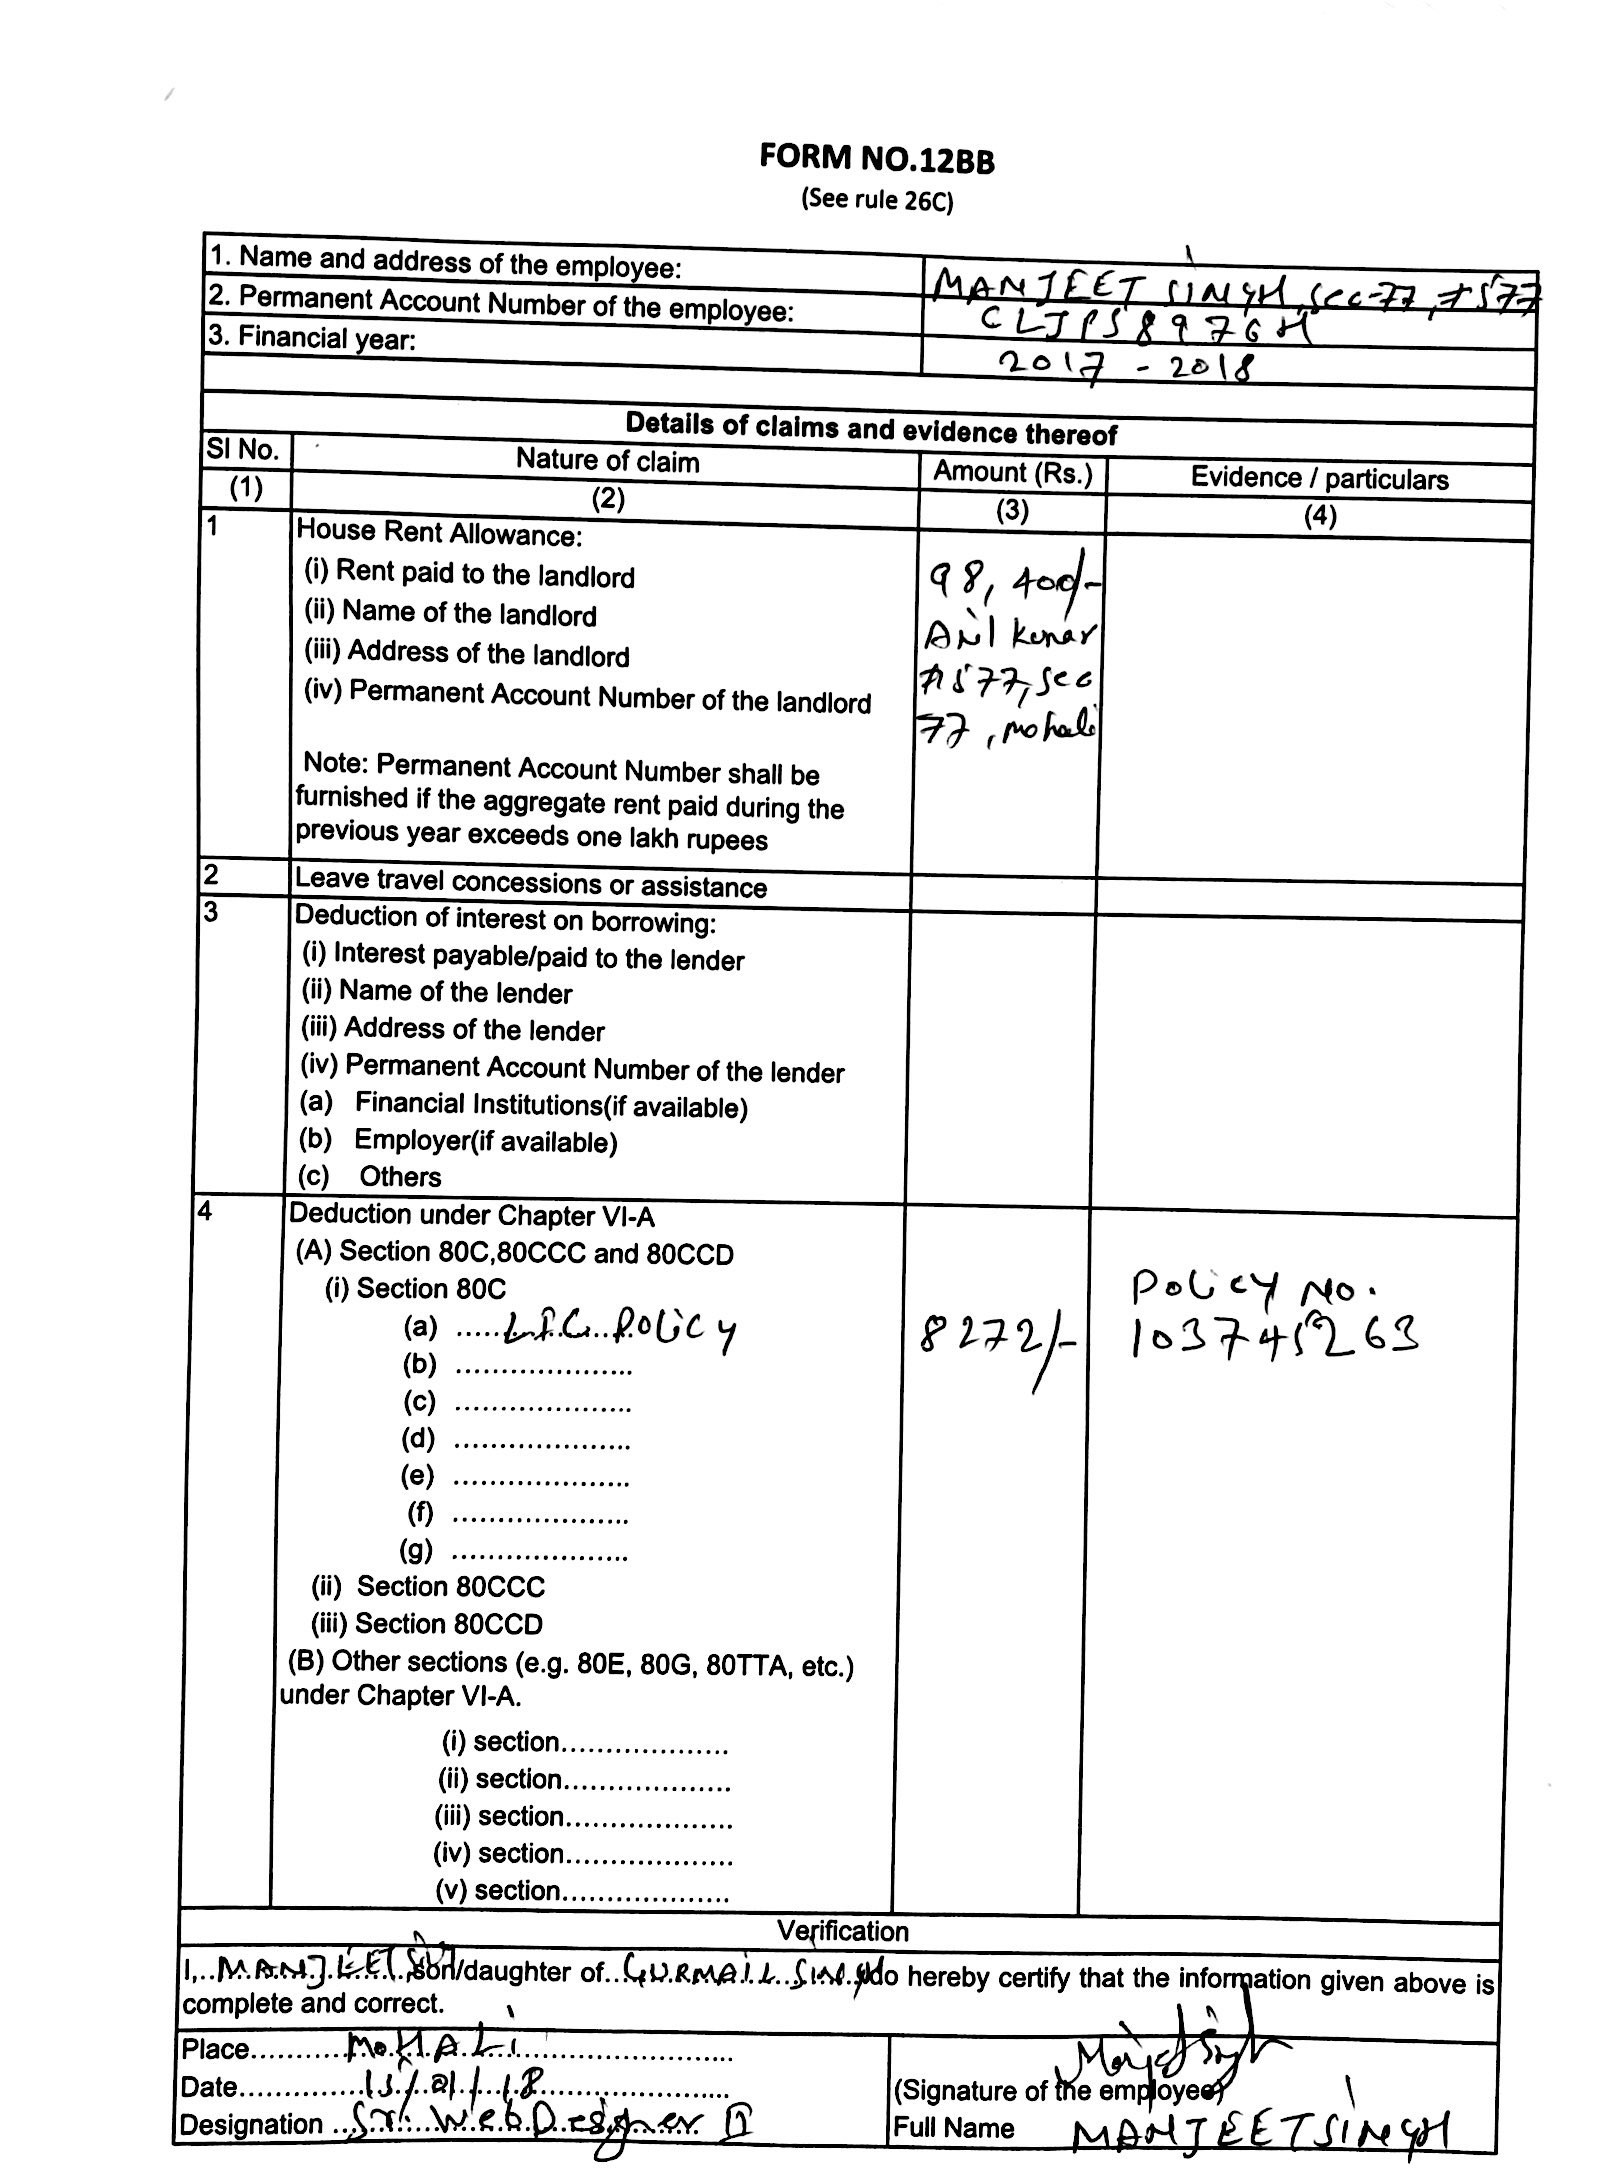 FORM NO.12BB
(See rule 26C)
1. Name and address of the employee: MANJEET SINGH, Sec-77, #577
2. Permanent Account Number of the employee: CLJPS8976H
3. Financial year: 2017 - 2018
Details of claims and evidence thereof
Sl No. Nature of claim Amount (Rs.) Evidence / particulars
(1) (2) (3) (4)
1 House Rent Allowance:
(i) Rent paid to the landlord 98,400/-
(ii) Name of the landlord Anil Kumar
(iii) Address of the landlord #577, Sec
(iv) Permanent Account Number of the landlord 77, mohali
Note: Permanent Account Number shall be
furnished if the aggregate rent paid during the
previous year exceeds one lakh rupees
2 Leave travel concessions or assistance
3 Deduction of interest on borrowing:
(i) Interest payable/paid to the lender
(ii) Name of the lender
(iii) Address of the lender
(iv) Permanent Account Number of the lender
(a) Financial Institutions(if available)
(b) Employer(if available)
(c) Others
4 Deduction under Chapter VI-A
(A) Section 80C,80CCC and 80CCD
(i) Section 80C Policy No.
(a) .....L.I.C. Policy 8272/- 103745263
(b) ....................
(c) ....................
(d) ....................
(e) ....................
(f) ....................
(g) ....................
(ii) Section 80CCC
(iii) Section 80CCD
(B) Other sections (e.g. 80E, 80G, 80TTA, etc.)
under Chapter VI-A.
(i) section...................
(ii) section...................
(iii) section...................
(iv) section...................
(v) section...................
Verification
I,..MANJEET.....son/daughter of..GURMAIL SINGH do hereby certify that the information given above is
complete and correct.
Place...........MOHALI.........................
Date..............15/01/18......................
Designation ...Sr. Web Designer II
Manjeet Singh
(Signature of the employee)
Full Name MANJEET SINGH